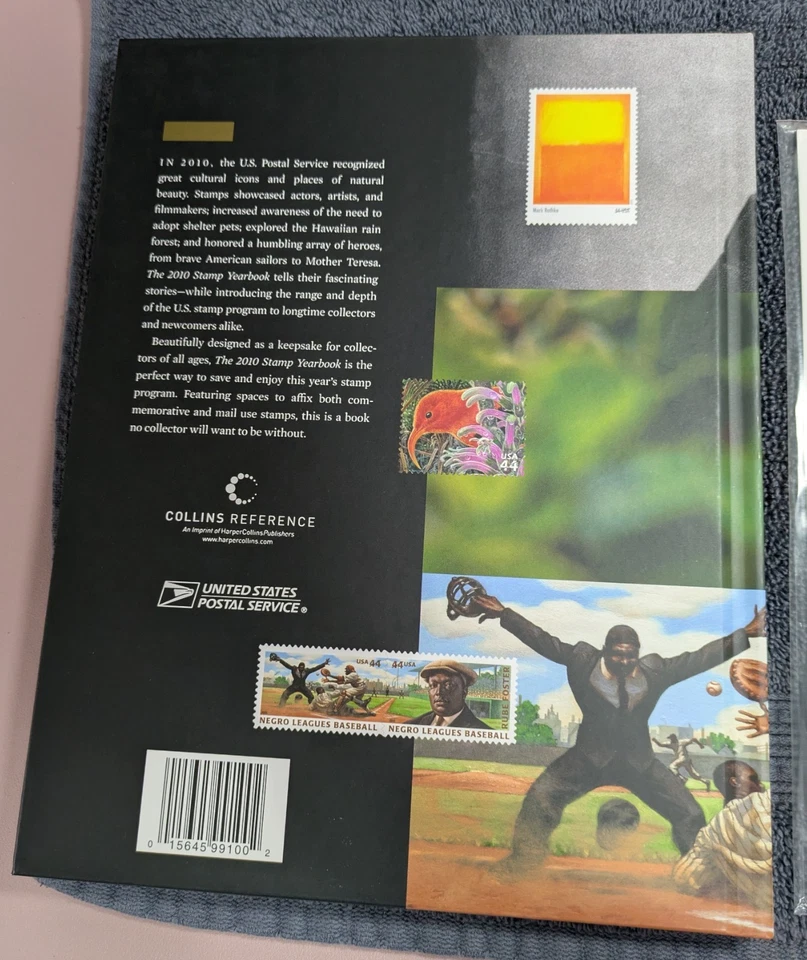 IN 2010, the U.S. Postal Service recognized
great cultural icons and places of natural
beauty. Stamps showcased actors, artists, and
filmmakers; increased awareness of the need to
adopt shelter pets; explored the Hawaiian rain
forest; and honored a humbling array of heroes,
from brave American sailors to Mother Teresa.
The 2010 Stamp Yearbook tells their fascinating
stories—while introducing the range and depth
of the U.S. stamp program to longtime collectors
and newcomers alike.
Beautifully designed as a keepsake for collec-
tors of all ages, The 2010 Stamp Yearbook is the
perfect way to save and enjoy this year's stamp
program. Featuring spaces to affix both com-
memorative and mail use stamps, this is a book
no collector will want to be without.
COLLINS REFERENCE
An Imprint of HarperCollinsPublishers
www.harpercollins.com
UNITED STATES
POSTAL SERVICE®
Mark Rothko
USA
44
USA 44
44 USA
RUBE FOSTER
NEGRO LEAGUES BASEBALL
NEGRO LEAGUES BASEBALL
0 15645 99100 2